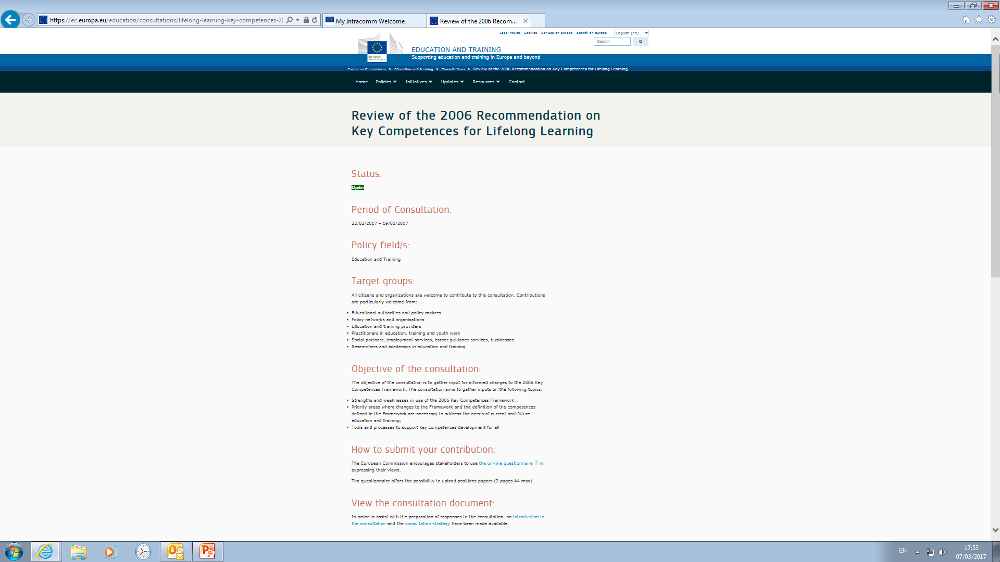 https://ec.europa.eu/education/consultations/lifelong-learning-key-competences-20
My Intracomm Welcome
Review of the 2006 Recom...
Legal notice
Cookies
Contact on Europa
Search on Europa
English (en)
Search
European
Commission
EDUCATION AND TRAINING
Supporting education and training in Europe and beyond
European Commission > Education and training > Consultations > Review of the 2006 Recommendation on Key Competences for Lifelong Learning
Home Policies Initiatives Updates Resources Contact
Review of the 2006 Recommendation on
Key Competences for Lifelong Learning
Status:
Open
Period of Consultation:
22/02/2017 – 19/05/2017
Policy field/s:
Education and Training
Target groups:
All citizens and organizations are welcome to contribute to this consultation. Contributions
are particularly welcome from:
• Educational authorities and policy makers
• Policy networks and organisations
• Education and training providers
• Practitioners in education, training and youth work
• Social partners, employment services, career guidance services, businesses
• Researchers and academics in education and training
Objective of the consultation:
The objective of the consultation is to gather input for informed changes to the 2006 Key
Competences Framework. The consultation aims to gather inputs on the following topics:
• Strengths and weaknesses in use of the 2006 Key Competences Framework;
• Priority areas where changes to the Framework and the definition of the competences
defined in the Framework are necessary to address the needs of current and future
education and training;
• Tools and processes to support key competences development for all
How to submit your contribution:
The European Commission encourages stakeholders to use the on-line questionnaire in
expressing their views.
The questionnaire offers the possibility to upload positions papers (2 pages A4 max).
View the consultation document:
In order to assist with the preparation of responses to the consultation, an introduction to
the consultation and the consultation strategy have been made available.
EN
17:53
07/03/2017